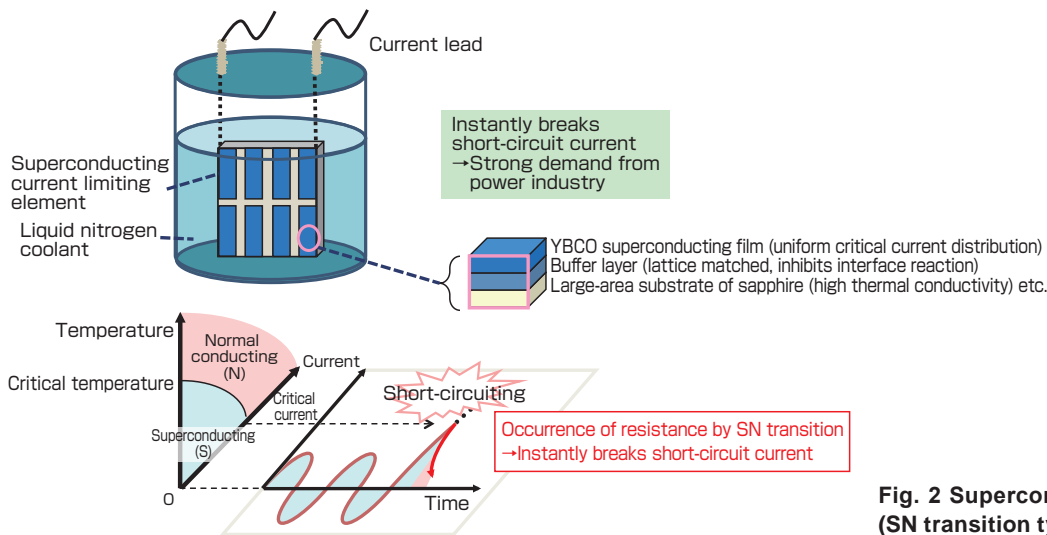 Current lead
Instantly breaks
short-circuit current
→Strong demand from
power industry
Superconducting
current limiting
element
Liquid nitrogen
coolant
YBCO superconducting film (uniform critical current distribution)
Buffer layer (lattice matched, inhibits interface reaction)
Large-area substrate of sapphire (high thermal conductivity) etc.
Temperature
Normal
conducting
(N)
Current
Critical temperature
Critical
current
Short-circuiting
Superconducting
(S)
Occurrence of resistance by SN transition
→Instantly breaks short-circuit current
O
Time
Fig. 2 Supercon
(SN transition ty